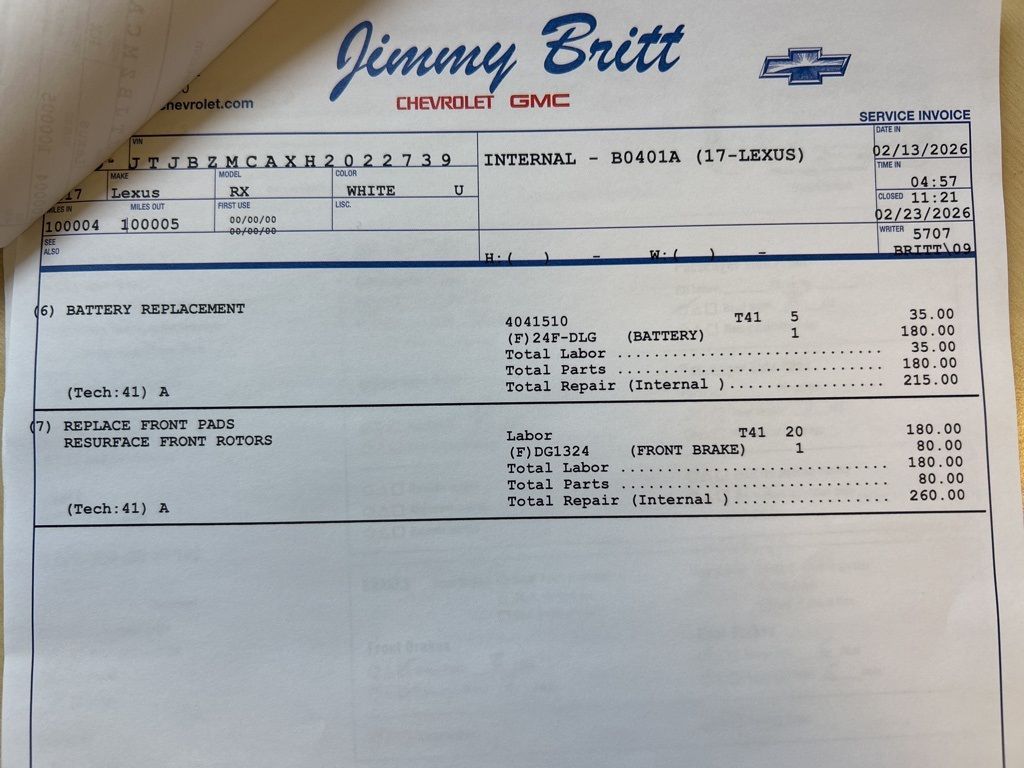 Jimmy Britt
CHEVROLET GMC
hevrolet.com
SERVICE INVOICE
VIN
JTJBZMCAXH2022739
INTERNAL - B0401A (17-LEXUS)
DATE IN
02/13/2026
TIME IN
04:57
MAKE
MODEL
COLOR
17 Lexus RX WHITE U
CLOSED 11:21
02/23/2026
MILES IN MILES OUT FIRST USE LISC.
100004 100005 00/00/00
00/00/00
WRITER 5707
BRITT\09
SEE
ALSO
H:( ) - W:( ) -
(6) BATTERY REPLACEMENT
4041510 T41 5 35.00
(F)24F-DLG (BATTERY) 1 180.00
Total Labor ................................ 35.00
Total Parts ................................ 180.00
(Tech:41) A Total Repair (Internal ).................. 215.00
(7) REPLACE FRONT PADS
RESURFACE FRONT ROTORS
Labor T41 20 180.00
(F)DG1324 (FRONT BRAKE) 1 80.00
Total Labor ................................ 180.00
Total Parts ................................ 80.00
(Tech:41) A Total Repair (Internal ).................. 260.00